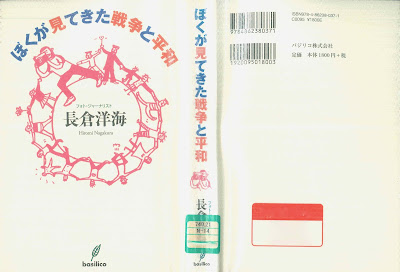 ぼくが見てきた戦争と平和
フォト・ジャーナリスト
長倉洋海
Hiromi Nagakura
basilico
ぼくが見てきた戦争と平和
長倉
basilico
9784862380371
1920095018003
バジリコ株式会社
定価 本体1800円+税